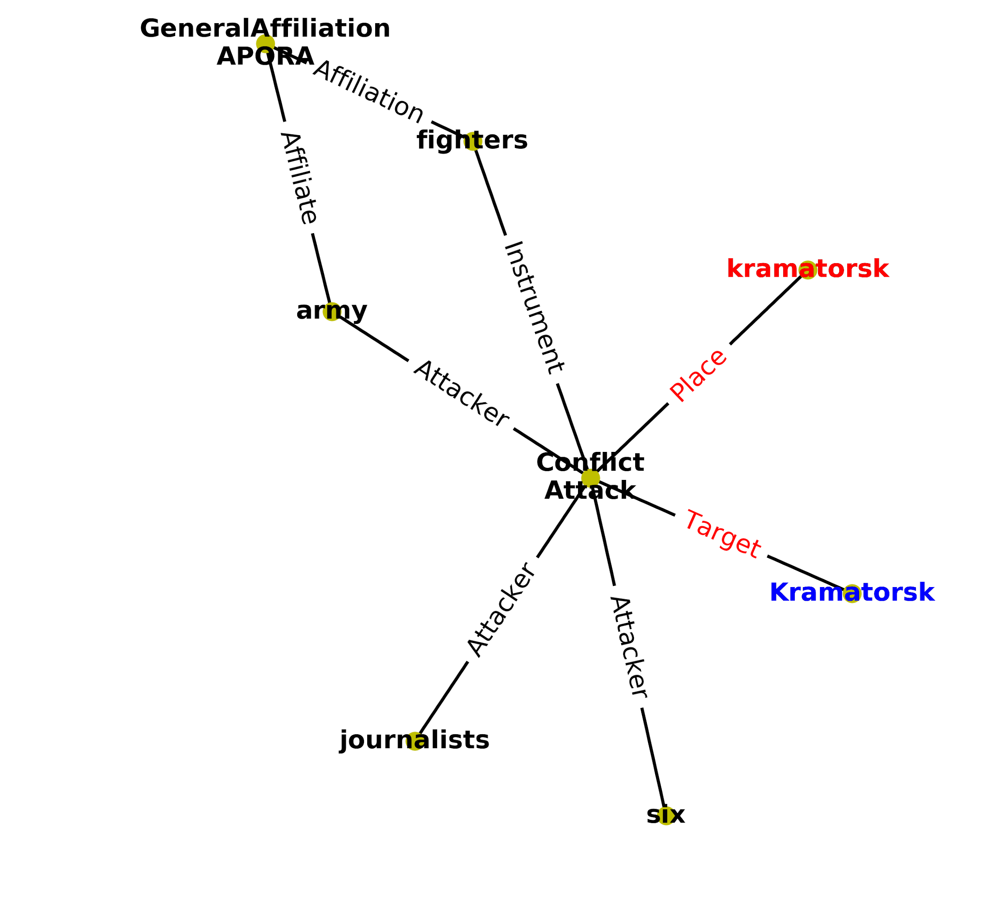 GeneralAffiliation
APORA
Affiliation
fighters
Affiliate
Instrument
kramatorsk
army
Place
Attacker
Conflict
Attack
Target
Kramatorsk
Attacker
Attacker
journalists
six